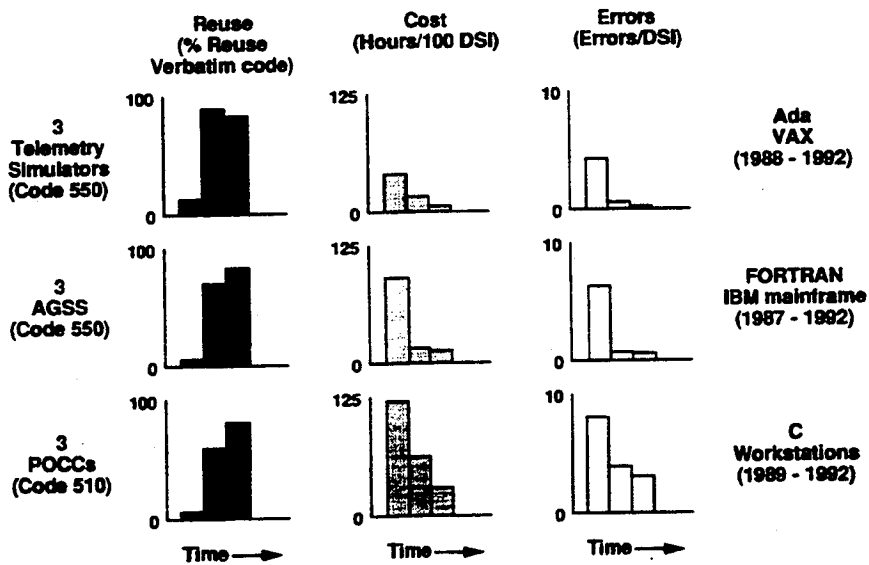 Reuse
(% Reuse
Verbatim code)
Cost
(Hours/100 DSI)
Errors
(Errors/DSI)
3
Telemetry
Simulators
(Code 550)
100
0
125
0
10
0
Ada
VAX
(1988 - 1992)
3
AGSS
(Code 550)
100
0
125
0
10
0
FORTRAN
IBM mainframe
(1987 - 1992)
3
POCCs
(Code 510)
100
0
125
0
10
0
C
Workstations
(1989 - 1992)
Time
Time
Time